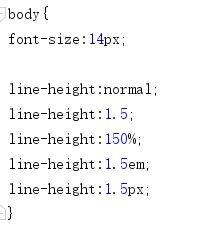 body{
font-size:14px;
line-height:normal;
line-height:1.5;
line-height:150%;
line-height:1.5em;
line-height:1.5px;
}